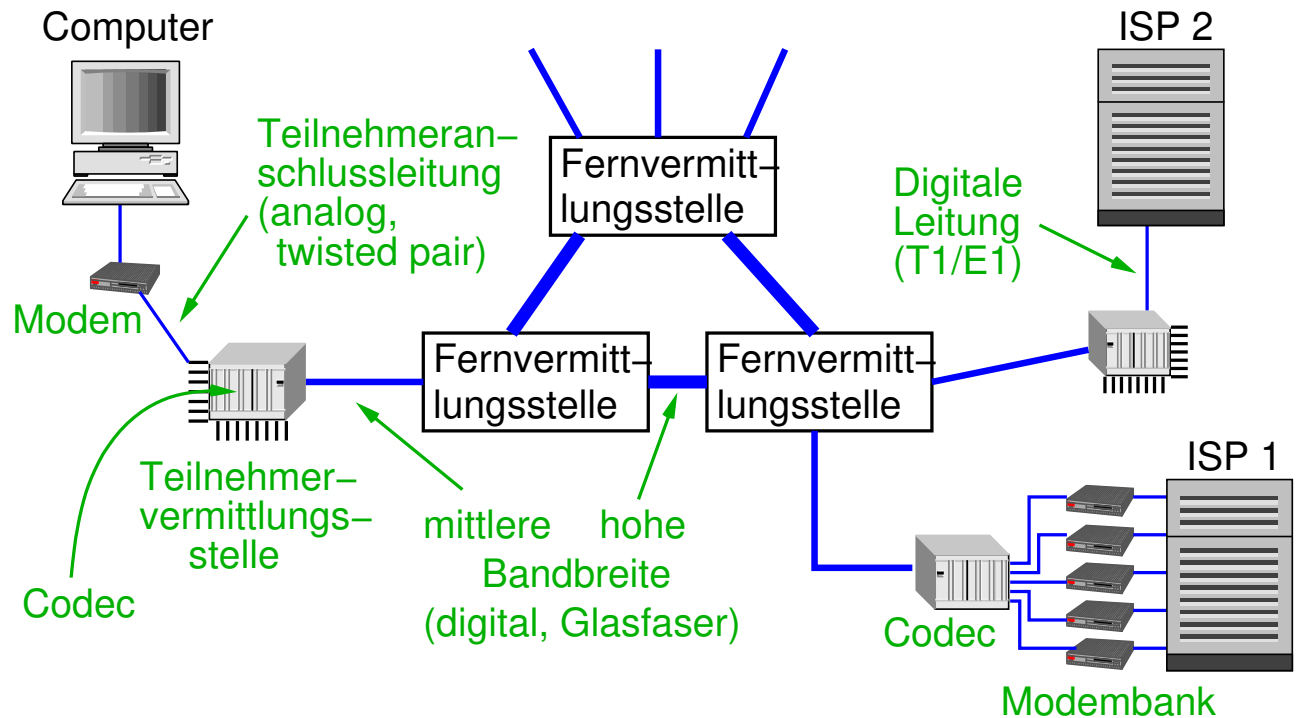 Computer
ISP 2
Teilnehmeran–
schlussleitung
(analog,
twisted pair)
Fernvermitt–
lungsstelle
Digitale
Leitung
(T1/E1)
Modem
Fernvermitt–
lungsstelle
Fernvermitt–
lungsstelle
ISP 1
Teilnehmer–
vermittlungs–
stelle
mittlere hohe
Bandbreite
(digital, Glasfaser)
Codec
Codec
Modembank